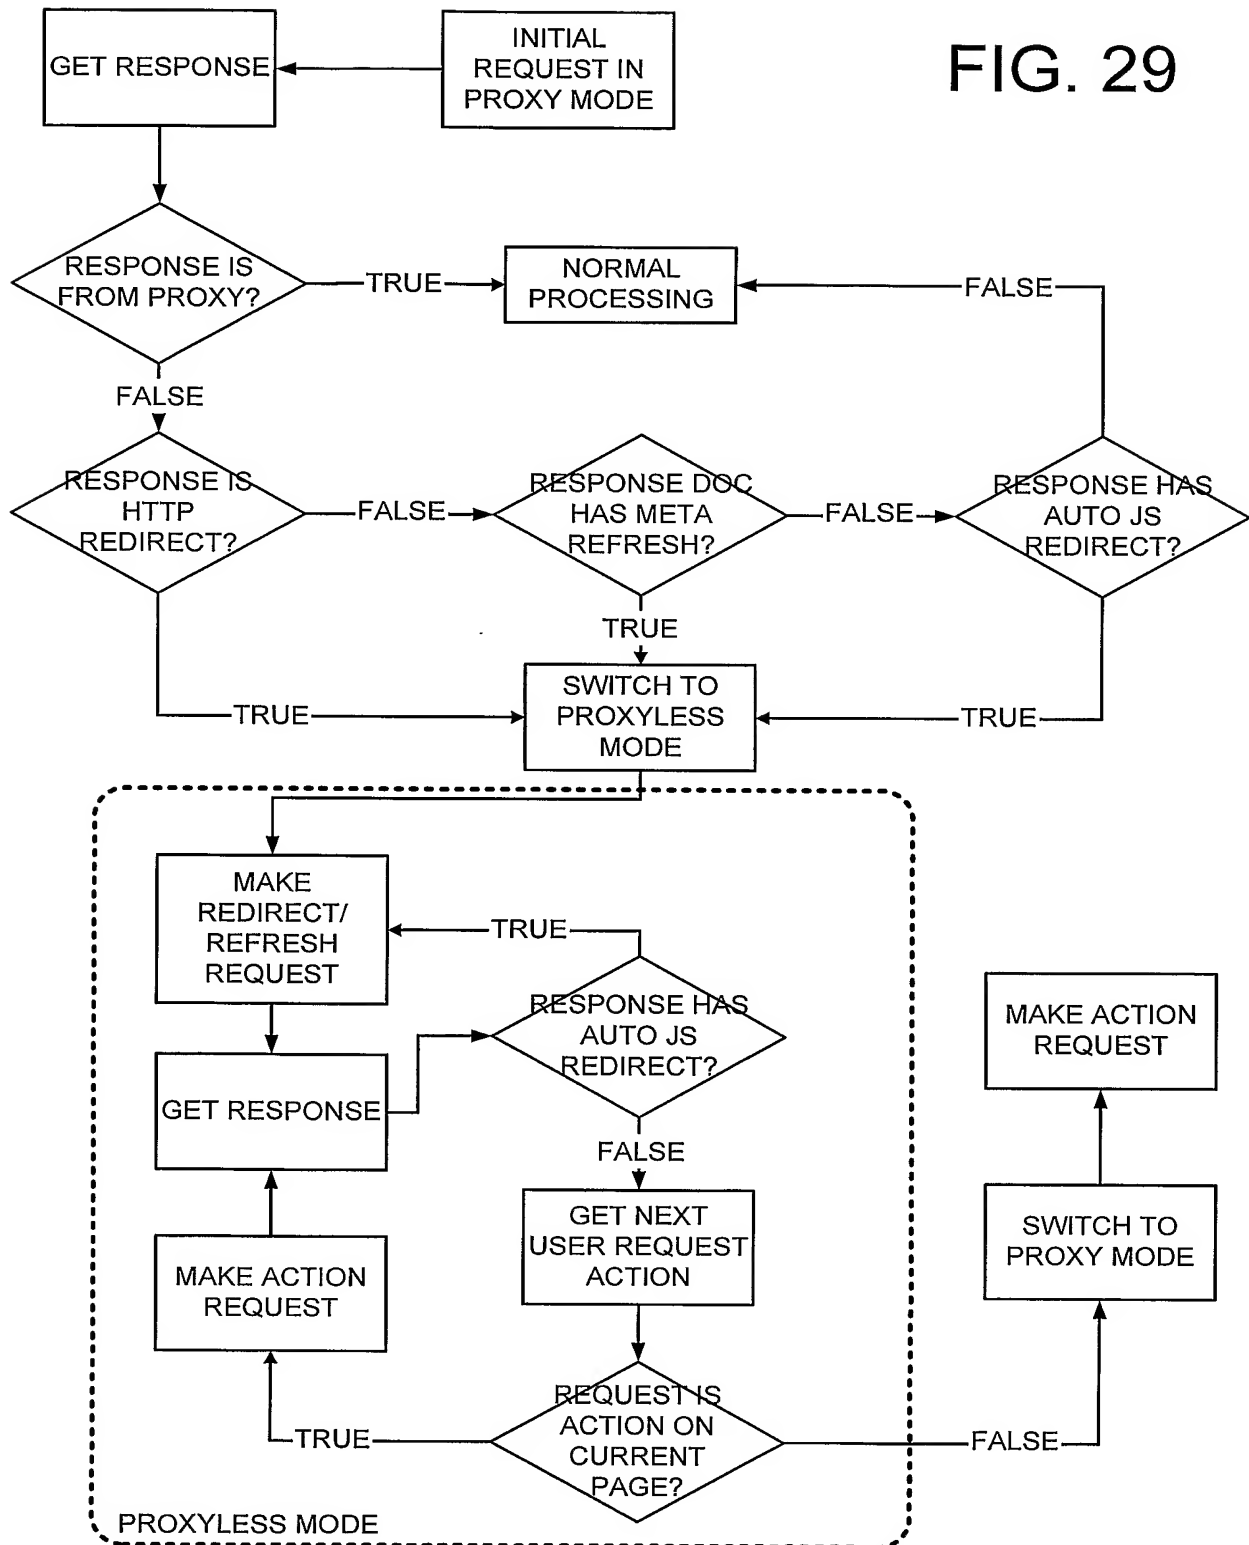 GET RESPONSE
INITIAL
REQUEST IN
PROXY MODE
FIG. 29
RESPONSE IS
FROM PROXY?
TRUE
NORMAL
PROCESSING
FALSE
FALSE
RESPONSE IS
HTTP
REDIRECT?
FALSE
RESPONSE DOC
HAS META
REFRESH?
FALSE
RESPONSE HAS
AUTO JS
REDIRECT?
TRUE
TRUE
SWITCH TO
PROXYLESS
MODE
TRUE
MAKE
REDIRECT/
REFRESH
REQUEST
TRUE
RESPONSE HAS
AUTO JS
REDIRECT?
MAKE ACTION
REQUEST
GET RESPONSE
FALSE
GET NEXT
USER REQUEST
ACTION
SWITCH TO
PROXY MODE
MAKE ACTION
REQUEST
REQUEST IS
ACTION ON
CURRENT
PAGE?
TRUE
FALSE
PROXYLESS MODE